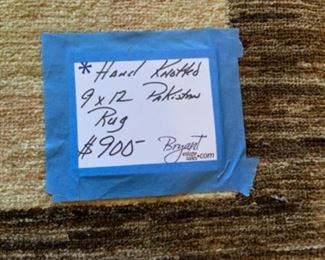 * Hand Knotted
9 x 12 Pakistan
Rug
$900-
Bryant
estate
sales.com